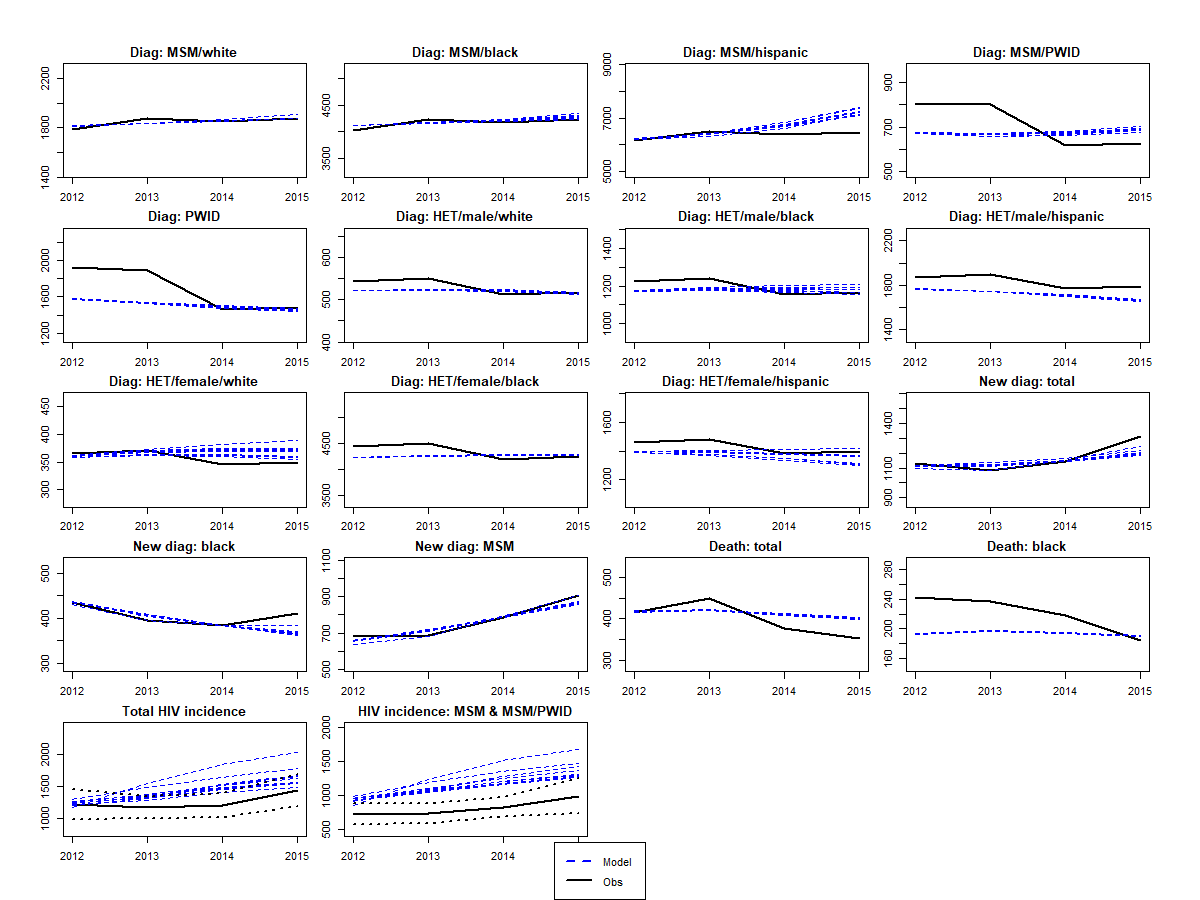 Diag: MSM/white
Diag: MSM/black
Diag: MSM/hispanic
Diag: MSM/PWID
1400 1800 2200
3500 4500
5000 7000 9000
500 700 900
2012 2013 2014 2015
2012 2013 2014 2015
2012 2013 2014 2015
2012 2013 2014 2015
Diag: PWID
Diag: HET/male/white
Diag: HET/male/black
Diag: HET/male/hispanic
1200 1600 2000
400 500 600
1000 1200 1400
1400 1800 2200
2012 2013 2014 2015
2012 2013 2014 2015
2012 2013 2014 2015
2012 2013 2014 2015
Diag: HET/female/white
Diag: HET/female/black
Diag: HET/female/hispanic
New diag: total
300 350 400 450
3500 4500
1200 1600
900 1100 1400
2012 2013 2014 2015
2012 2013 2014 2015
2012 2013 2014 2015
2012 2013 2014 2015
New diag: black
New diag: MSM
Death: total
Death: black
300 400 500
500 700 900 1100
300 400 500
160 200 240 280
2012 2013 2014 2015
2012 2013 2014 2015
2012 2013 2014 2015
2012 2013 2014 2015
Total HIV incidence
HIV incidence: MSM & MSM/PWID
1000 1500 2000
500 1000 1500 2000
2012 2013 2014 2015
2012 2013 2014
Model
Obs